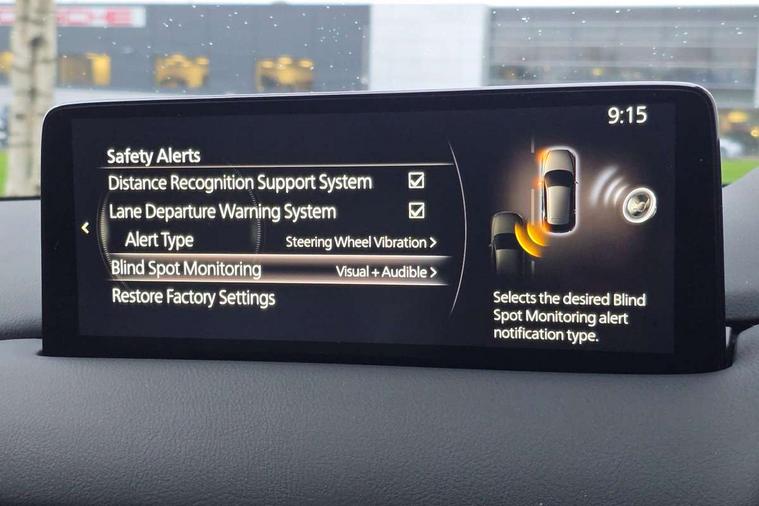 PORSCHE
9:15
Safety Alerts
Distance Recognition Support System
Lane Departure Warning System
Alert Type Steering Wheel Vibration >
Blind Spot Monitoring Visual + Audible >
Restore Factory Settings
Selects the desired Blind
Spot Monitoring alert
notification type.